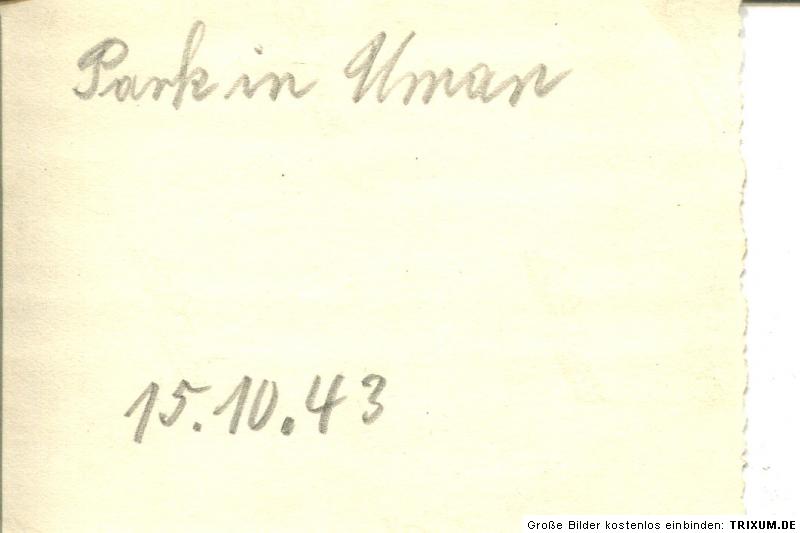 Park in Uman
15.10.43
Große Bilder kostenlos einbinden: TRIXUM.DE